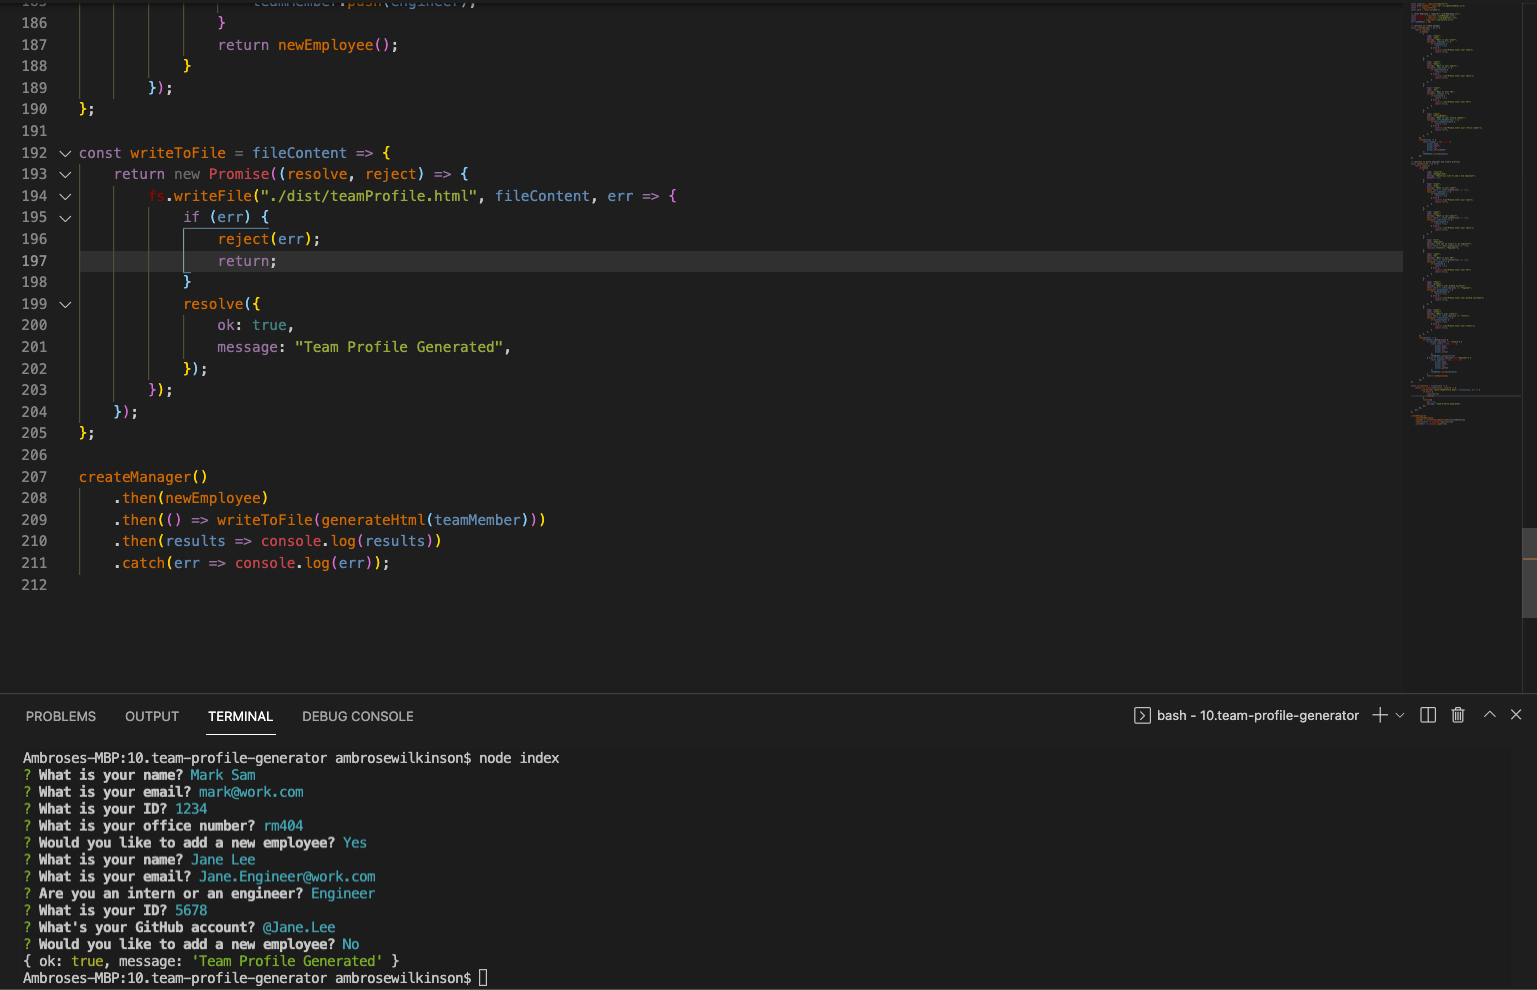 185 teamMember.push(engineer);
186 }
187 return newEmployee();
188 }
189 });
190 };
191
192 const writeToFile = fileContent => {
193 return new Promise((resolve, reject) => {
194 fs.writeFile("./dist/teamProfile.html", fileContent, err => {
195 if (err) {
196 reject(err);
197 return;
198 }
199 resolve({
200 ok: true,
201 message: "Team Profile Generated",
202 });
203 });
204 });
205 };
206
207 createManager()
208 .then(newEmployee)
209 .then(() => writeToFile(generateHtml(teamMember)))
210 .then(results => console.log(results))
211 .catch(err => console.log(err));
212
PROBLEMS OUTPUT TERMINAL DEBUG CONSOLE bash - 10.team-profile-generator
Ambroses-MBP:10.team-profile-generator ambrosewilkinson$ node index
? What is your name? Mark Sam
? What is your email? mark@work.com
? What is your ID? 1234
? What is your office number? rm404
? Would you like to add a new employee? Yes
? What is your name? Jane Lee
? What is your email? Jane.Engineer@work.com
? Are you an intern or an engineer? Engineer
? What is your ID? 5678
? What's your GitHub account? @Jane.Lee
? Would you like to add a new employee? No
{ ok: true, message: 'Team Profile Generated' }
Ambroses-MBP:10.team-profile-generator ambrosewilkinson$